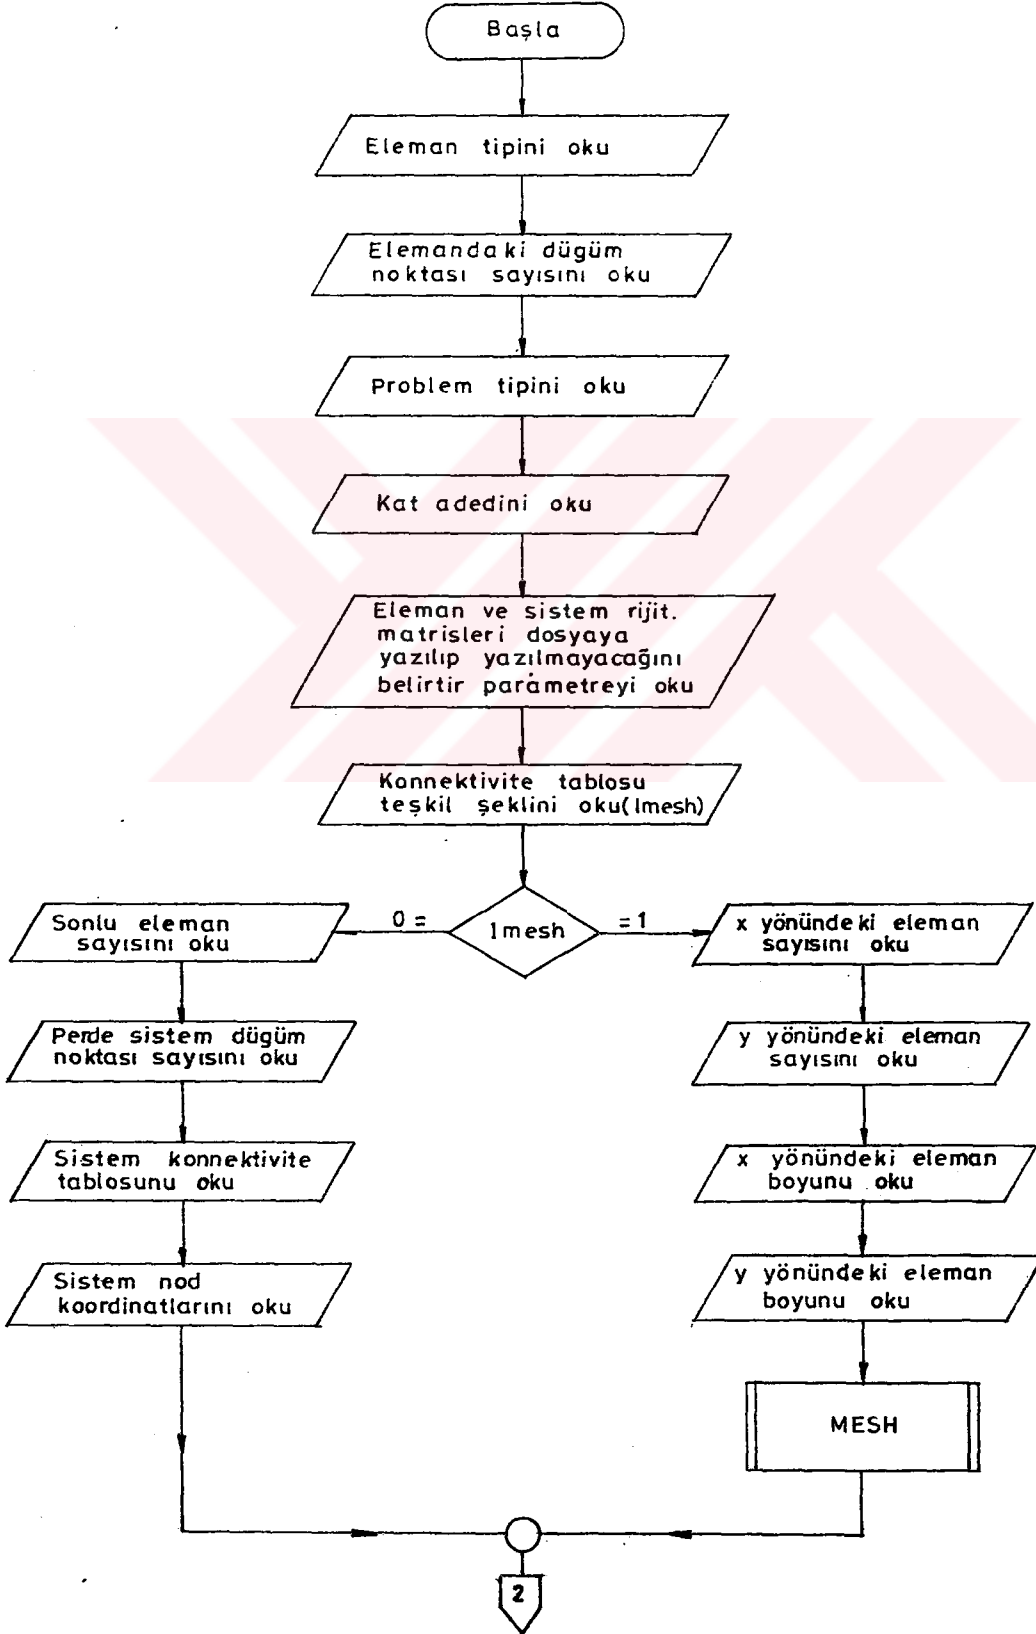 Başla
Eleman tipini oku
Elemandaki dügüm
noktası sayısını oku
Problem tipini oku
Kat adedini oku
Eleman ve sistem rijit.
matrisleri dosyaya
yazılıp yazılmayacağını
belirtir parametreyi oku
Konnektivite tablosu
teşkil şeklini oku(Imesh)
0 =
Imesh
=1
Sonlu eleman
sayısını oku
Perde sistem dügüm
noktası sayısını oku
Sistem konnektivite
tablosunu oku
Sistem nod
koordinatlarını oku
x yönündeki eleman
sayısını oku
y yönündeki eleman
sayısını oku
x yönündeki eleman
boyunu oku
y yönündeki eleman
boyunu oku
MESH
2